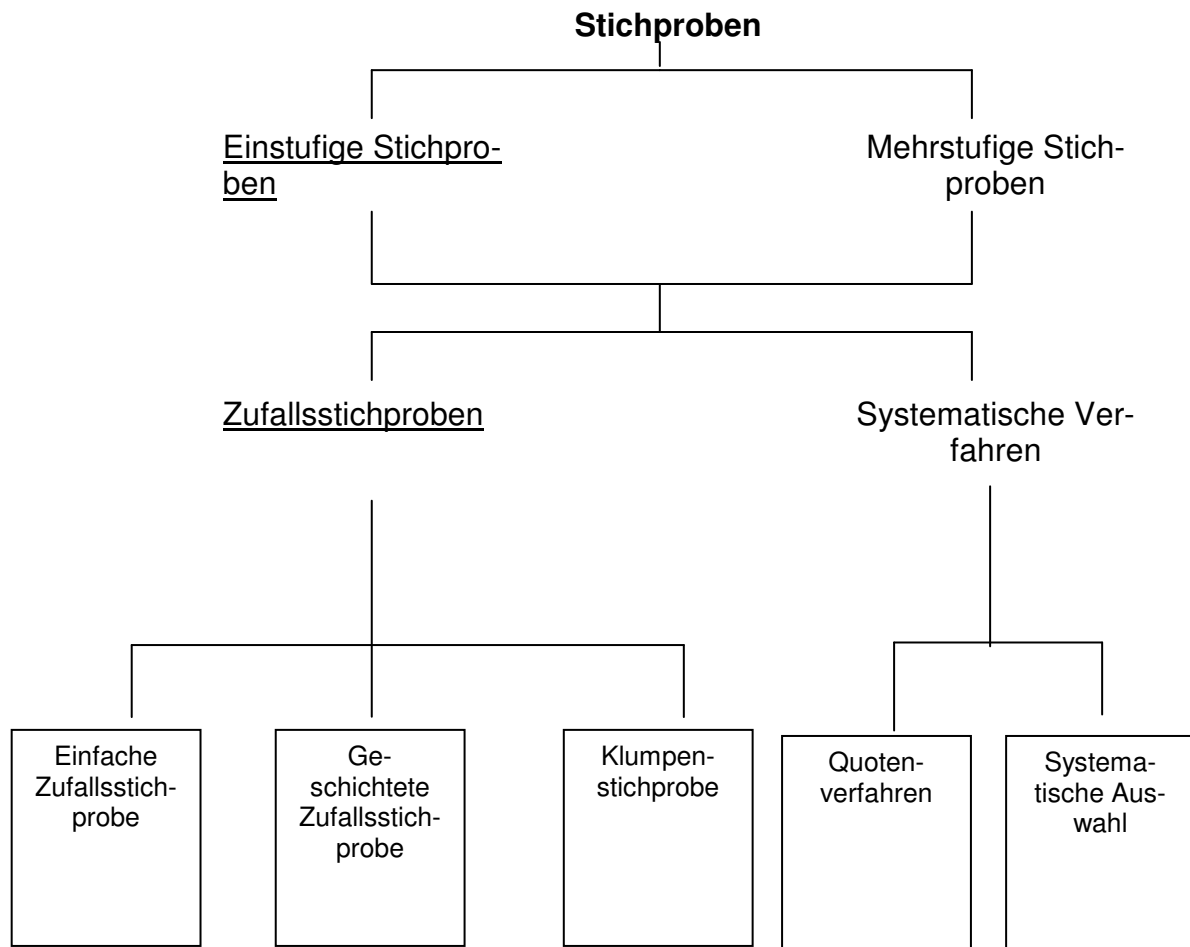 Stichproben
Einstufige Stichpro-
ben
Mehrstufige Stich-
proben
Zufallsstichproben
Systematische Ver-
fahren
Einfache
Zufallsstich-
probe
Ge-
schichtete
Zufallsstich-
probe
Klumpen-
stichprobe
Quoten-
verfahren
Systema-
tische Aus-
wahl